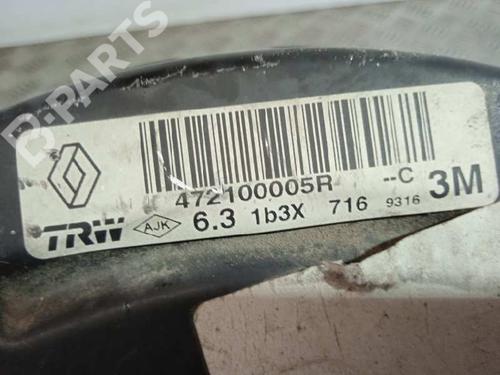 B-PARTS
472100005R --C 3M
TRW AJK 6.3 1b3X 716 9316